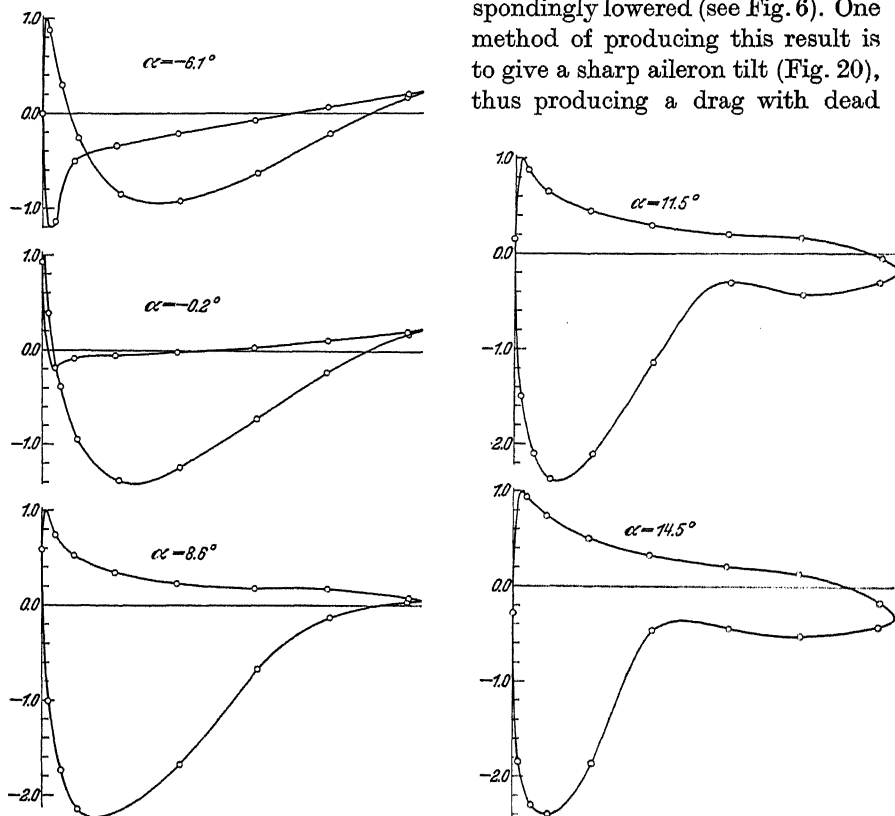 spondingly lowered (see Fig. 6). One
method of producing this result is
to give a sharp aileron tilt (Fig. 20),
thus producing a drag with dead
1.0
α=-6.1°
0.0
-1.0
1.0
α=-0.2°
0.0
-1.0
1.0
α=8.6°
0.0
-1.0
-2.0
1.0
α=11.5°
0.0
-1.0
-2.0
1.0
α=14.5°
0.0
-1.0
-2.0